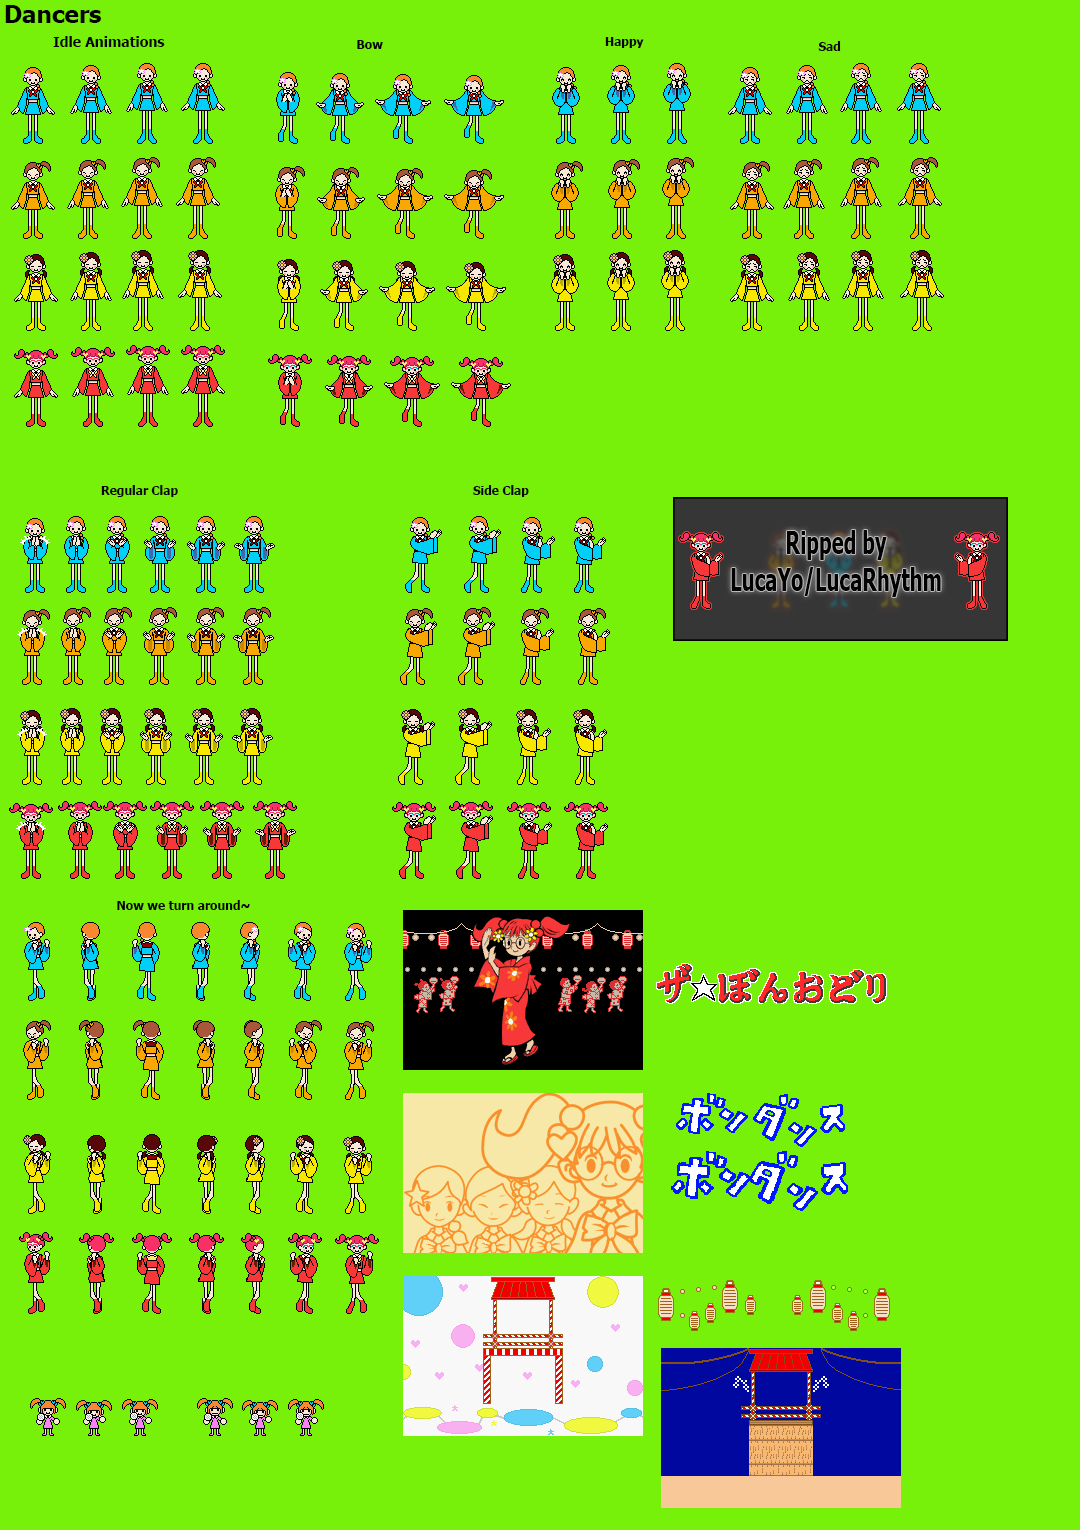 Dancers
Idle Animations
Bow
Happy
Sad
Regular Clap
Side Clap
Ripped by
LucaYo/LucaRhythm
Now we turn around~
ザ☆ぼんおどり
ボンダンス
ボンダンス